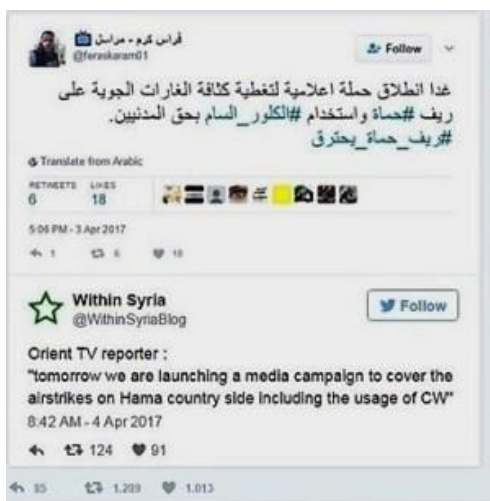 فراس كرم - مراسل
@feraskaram01
Follow
غدا انطلاق حملة اعلامية لتغطية كثافة الغارات الجوية على
ريف #حماة واستخدام #الكلور_السام بحق المدنيين.
#ريف_حماة_يحترق
Translate from Arabic
RETWEETS LIKES
6 18
5:06 PM - 3 Apr 2017
1 6 18
Within Syria
@WithinSyriaBlog
Follow
Orient TV reporter :
"tomorrow we are launching a media campaign to cover the
airstrikes on Hama country side including the usage of CW"
8:42 AM - 4 Apr 2017
124 91
1.013